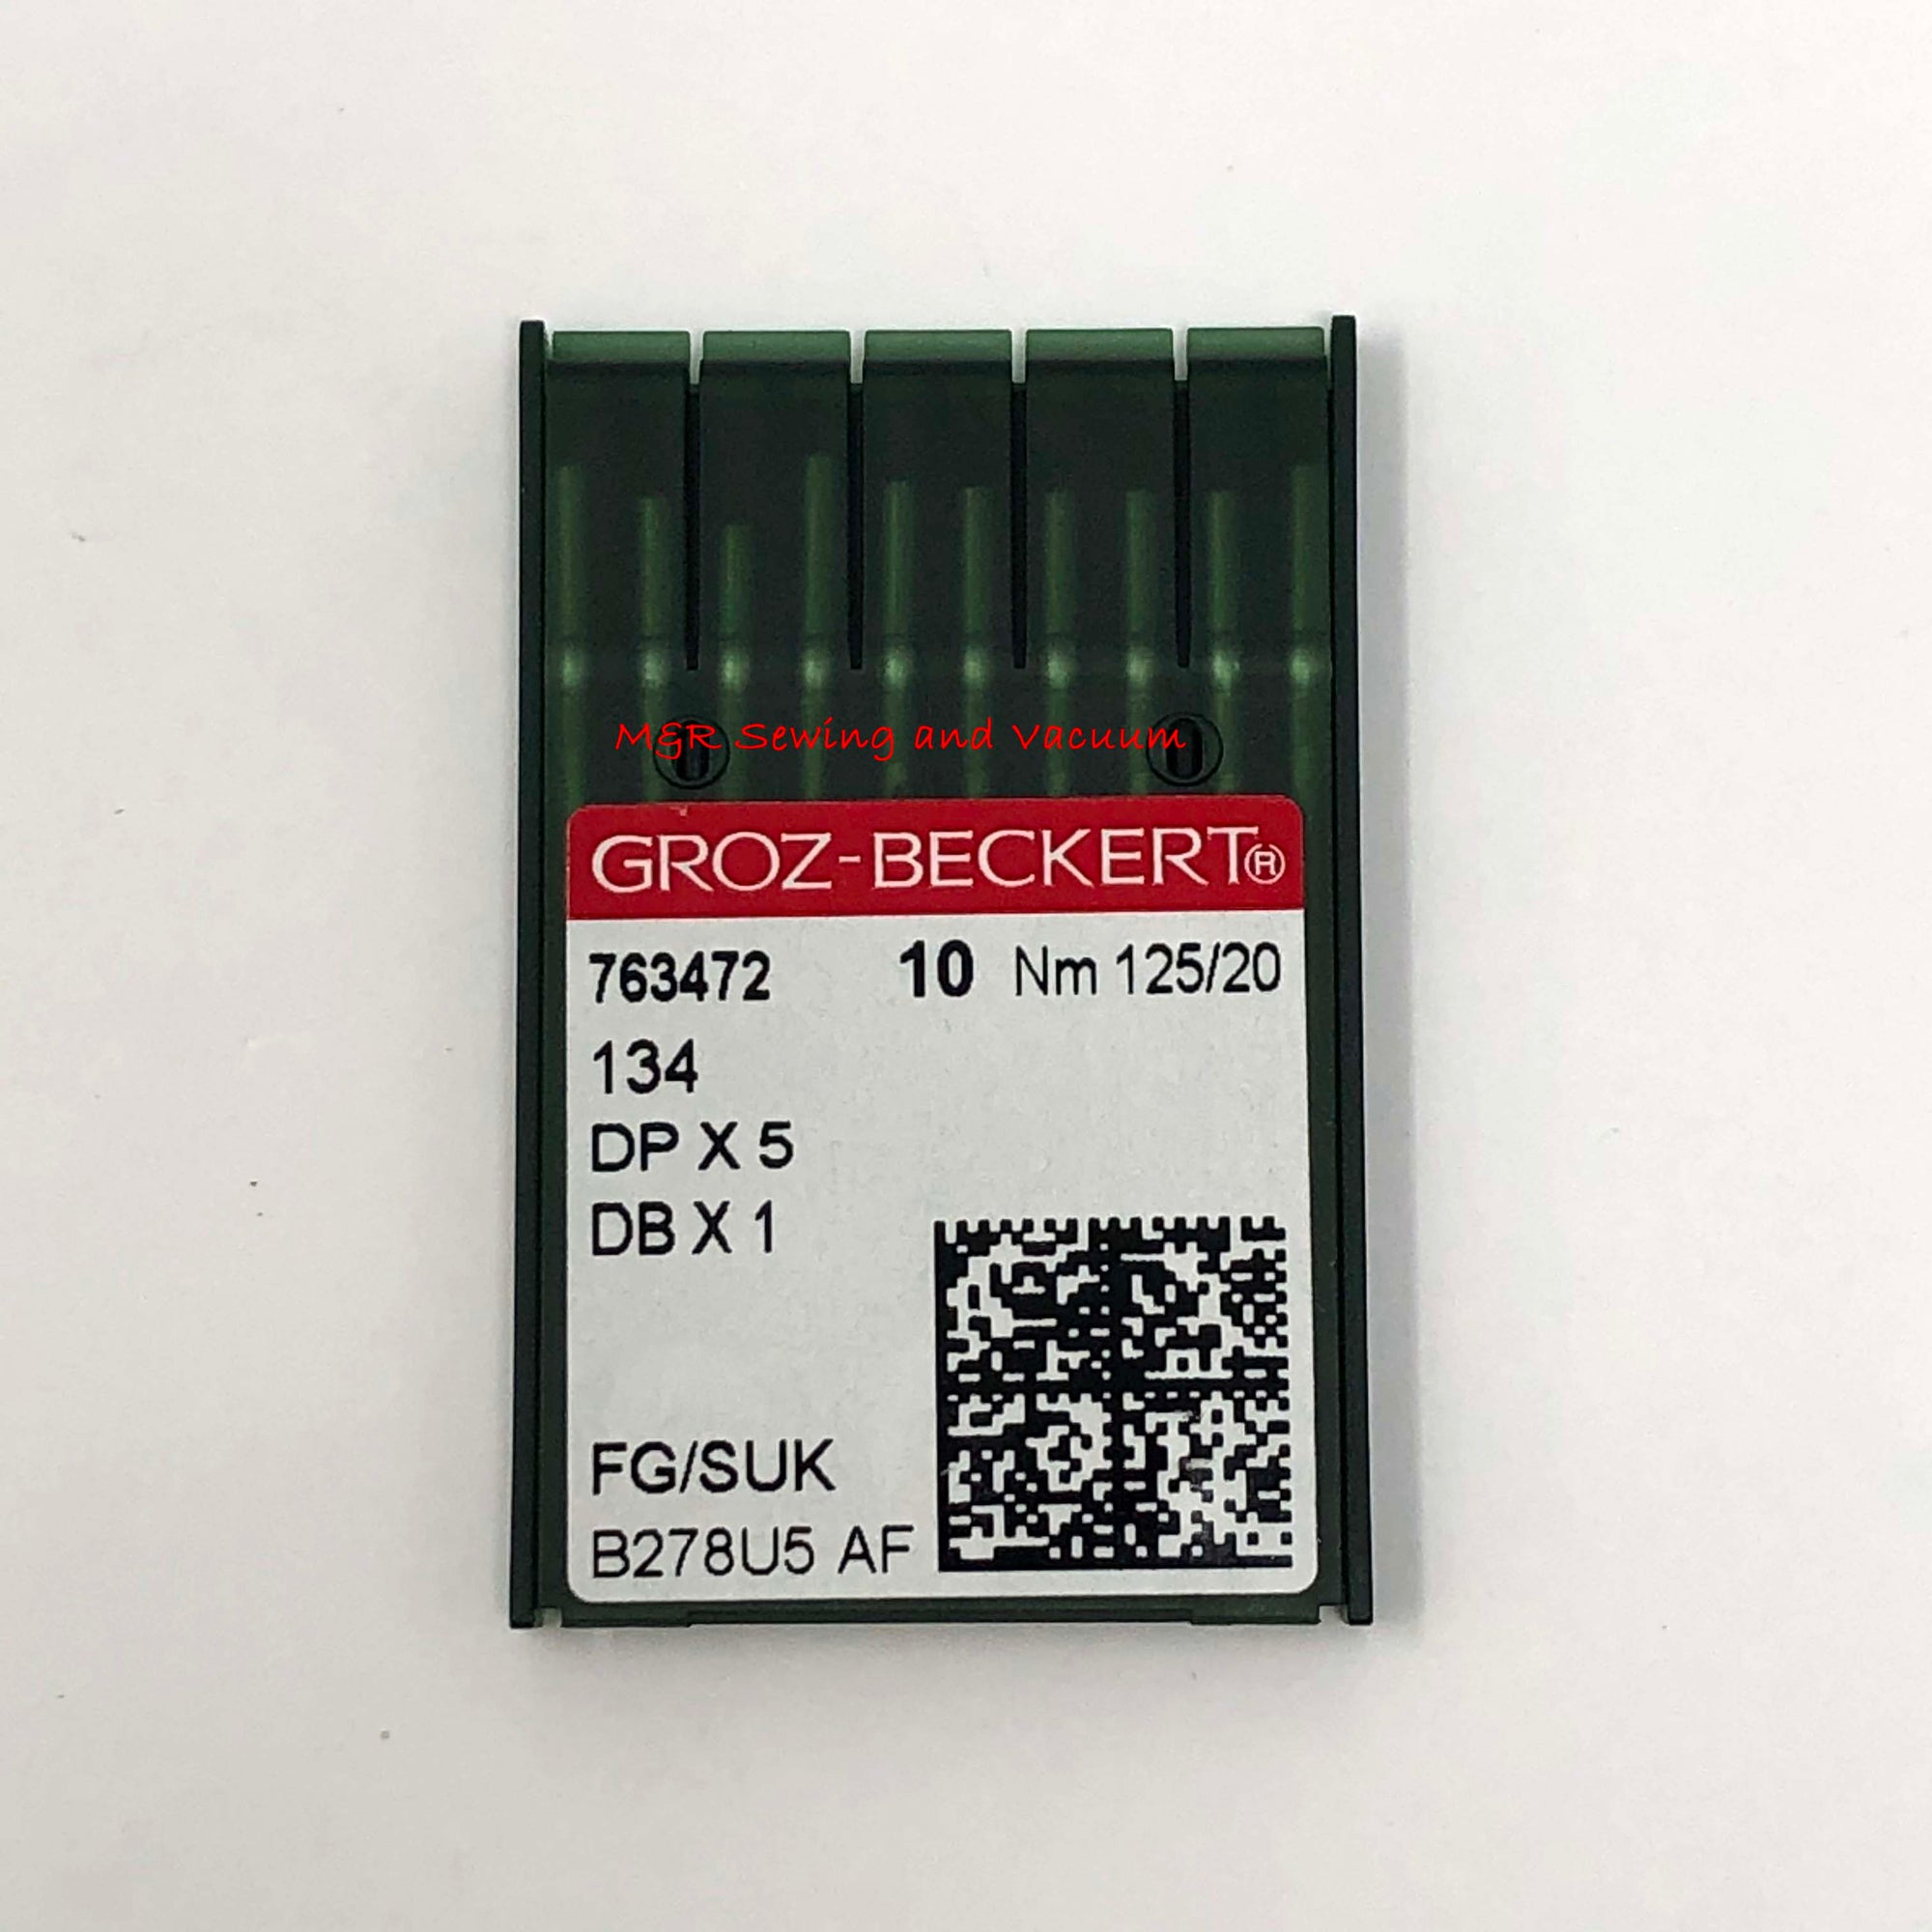 M&R Sewing and Vacuum
GROZ-BECKERT®
763472 10 Nm 125/20
134
DP X 5
DB X 1
FG/SUK
B278U5 AF